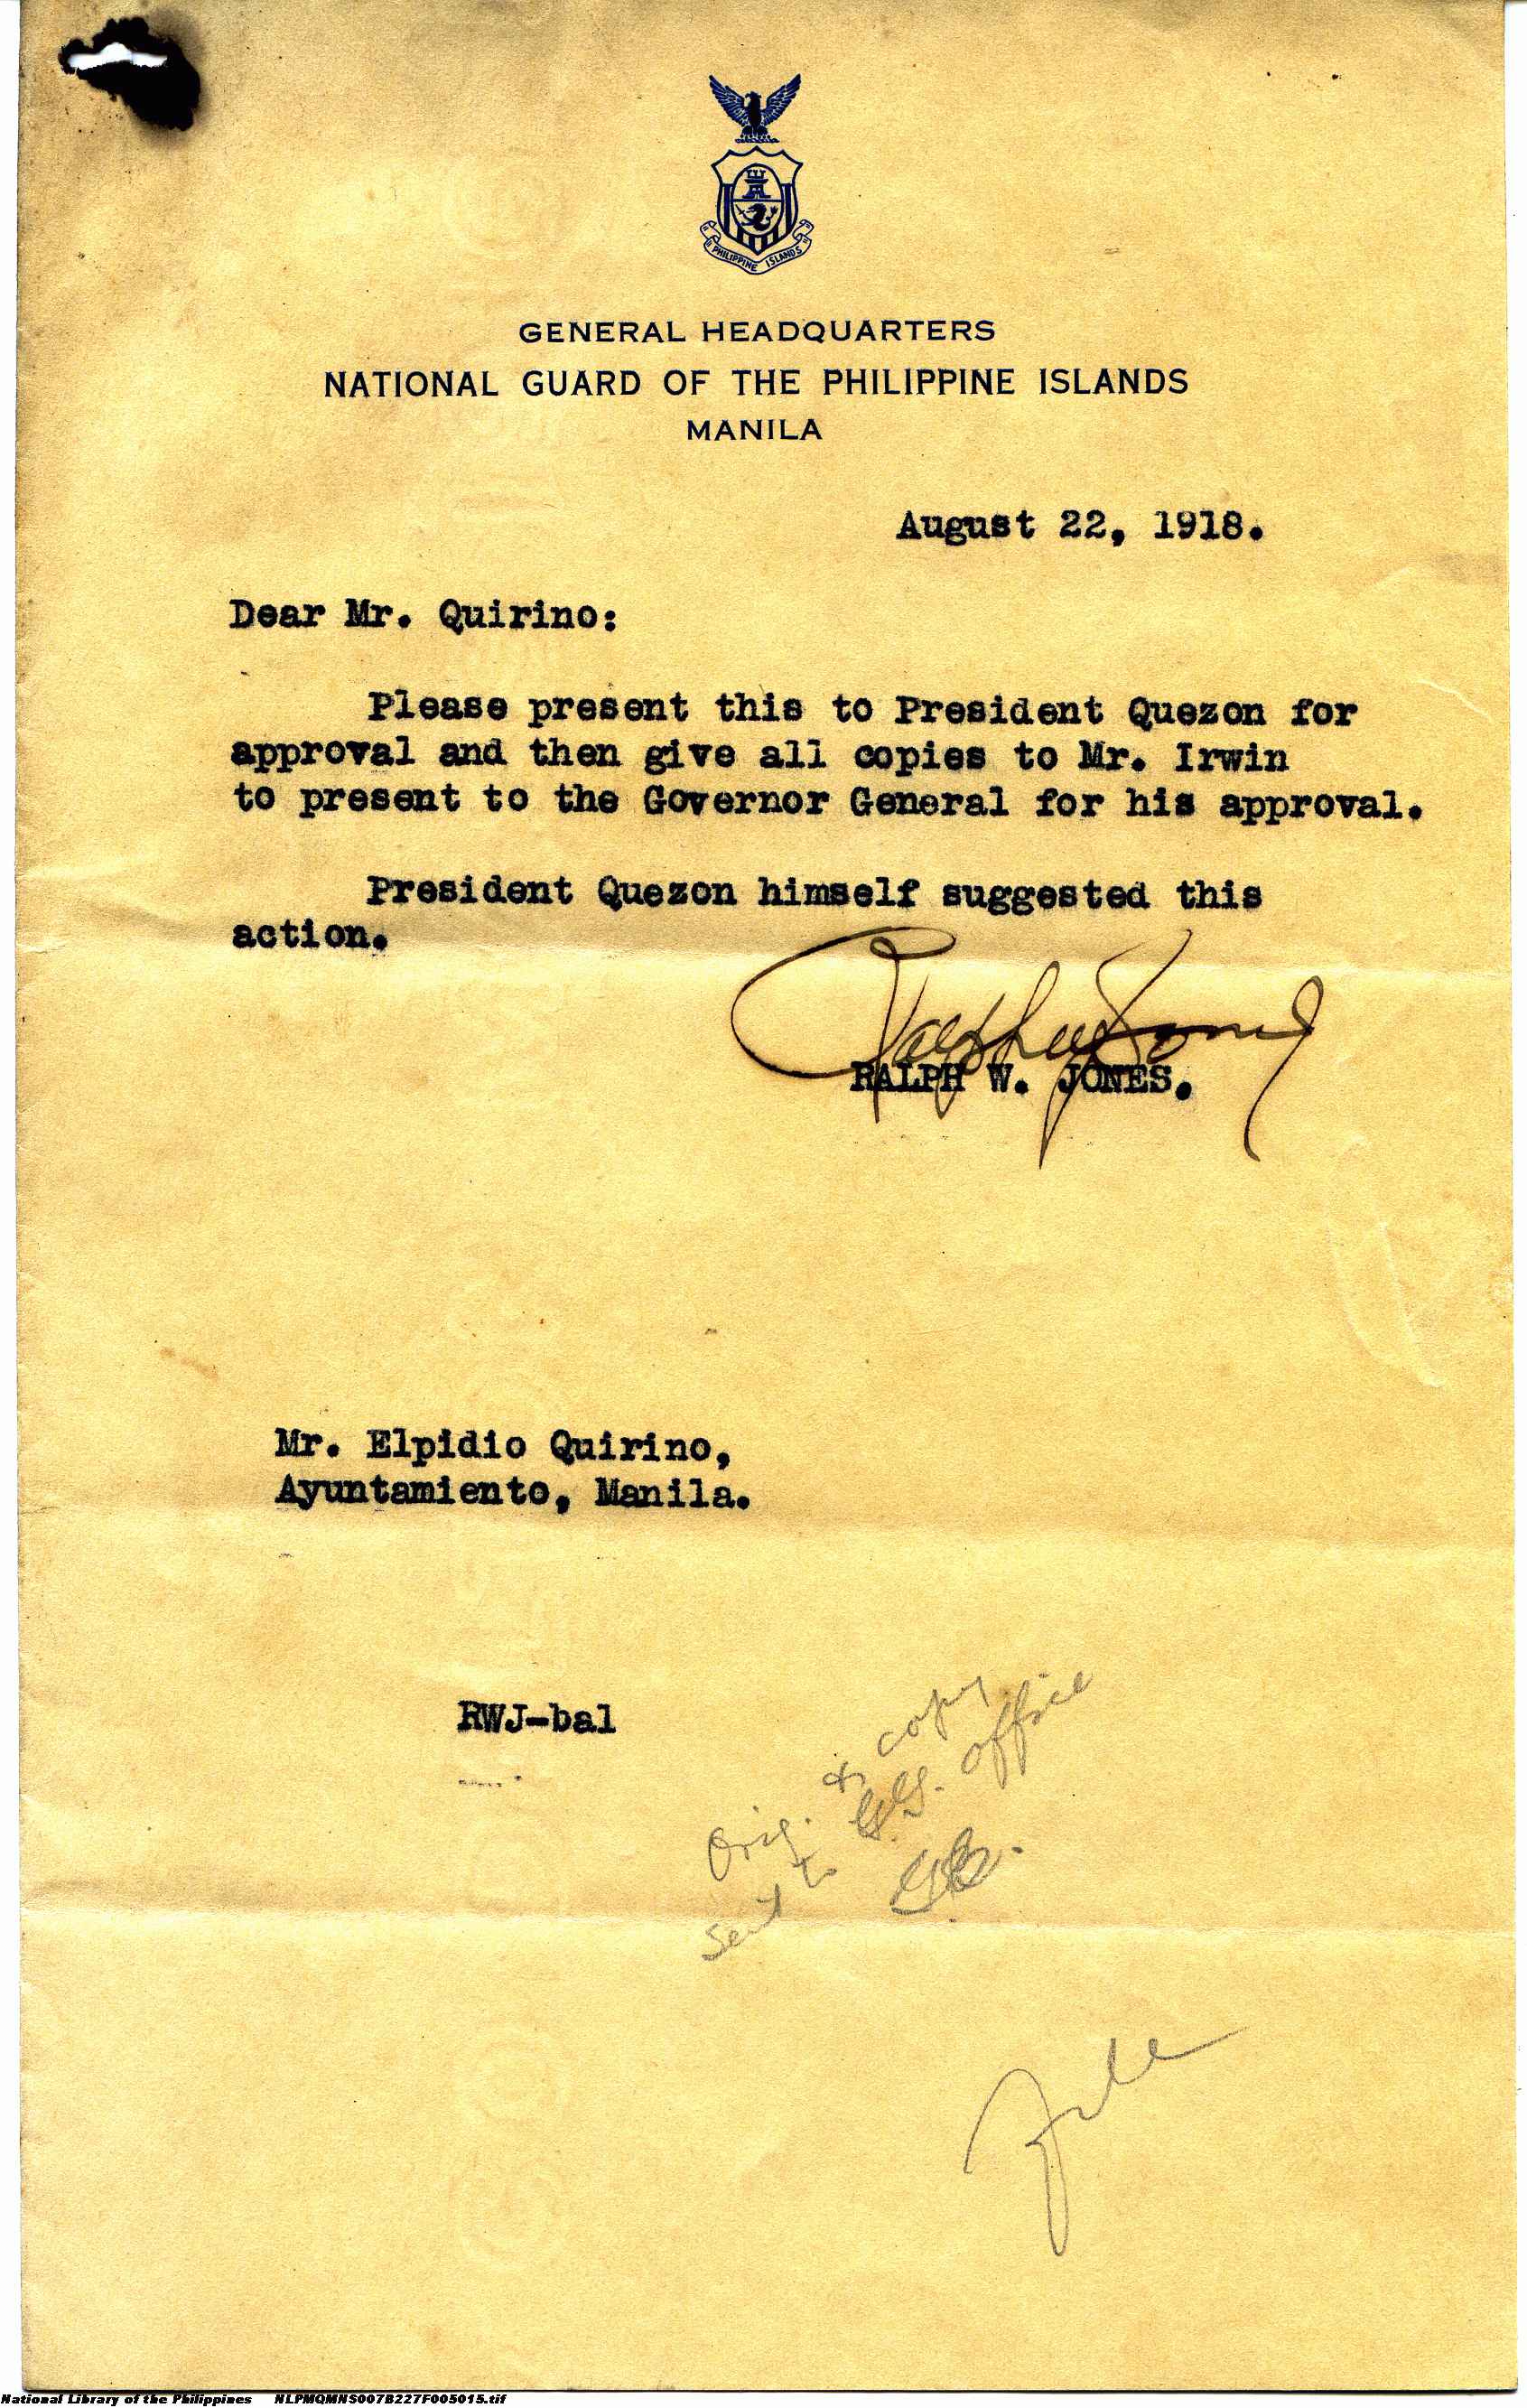 PHILIPPINE ISLANDS
GENERAL HEADQUARTERS
NATIONAL GUARD OF THE PHILIPPINE ISLANDS
MANILA
August 22, 1918.
Dear Mr. Quirino:
Please present this to President Quezon for
approval and then give all copies to Mr. Irwin
to present to the Governor General for his approval.
President Quezon himself suggested this
action.
Ralph W Jones
RALPH W. JONES.
Mr. Elpidio Quirino,
Ayuntamiento, Manila.
RWJ-bal
Orig. & copy
sent to G.G. office
File
National Library of the Philippines NLPMQMNS007B227F005015.tif